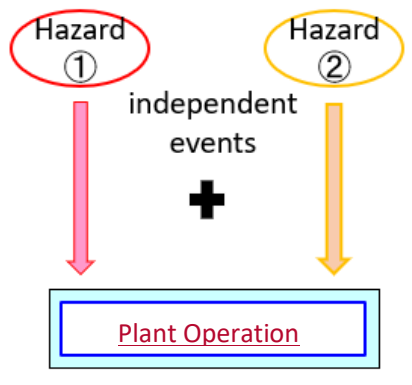 Hazard
①
Hazard
②
independent
events
Plant Operation